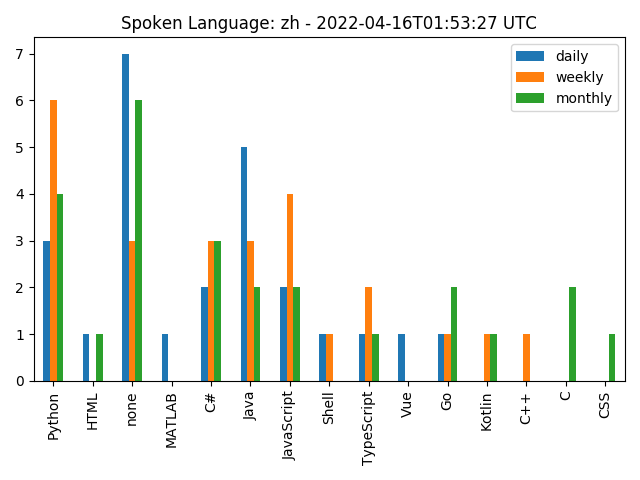 Spoken Language: zh - 2022-04-16T01:53:27 UTC
daily
weekly
monthly
7
6
5
4
3
2
1
0
Python
HTML
none
MATLAB
C#
Java
JavaScript
Shell
TypeScript
Vue
Go
Kotlin
C++
C
CSS